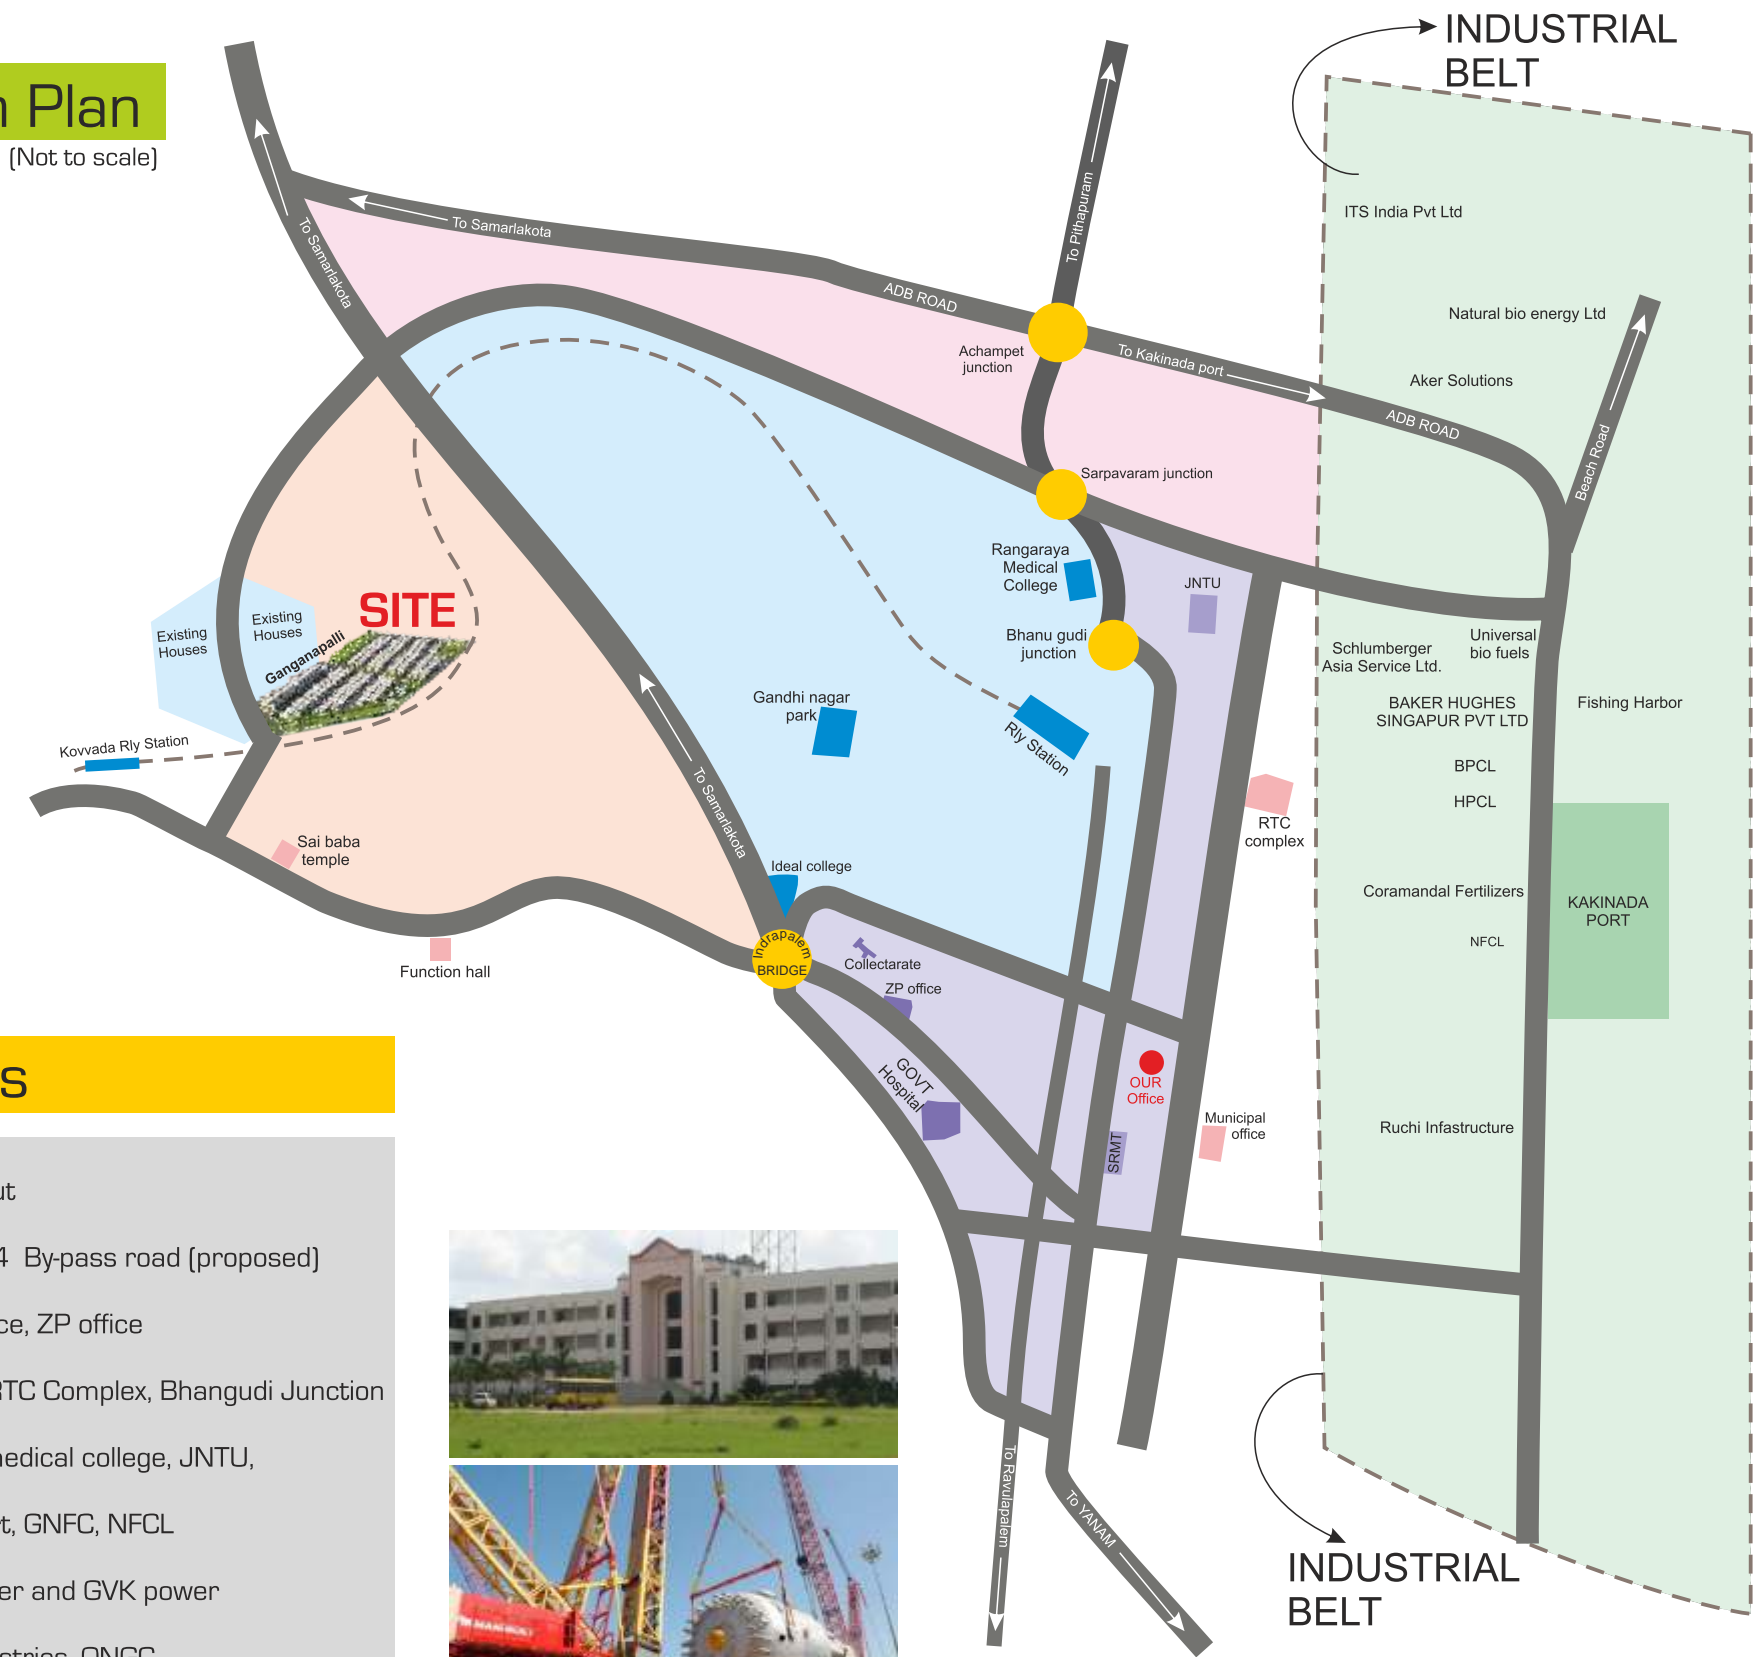 INDUSTRIAL
BELT
n Plan
(Not to scale)
To Samarlakota
To Samarlakota
ADB ROAD
To Pithapuram
Achampet
junction
To Kakinada port
ADB ROAD
ITS India Pvt Ltd
Natural bio energy Ltd
Aker Solutions
Beach Road
Sarpavaram junction
Rangaraya
Medical
College
JNTU
Bhanu gudi
junction
SITE
Existing
Houses
Existing
Houses
Ganganapalli
Kovvada Rly Station
Gandhi nagar
park
Rly Station
To Samarlakota
Schlumberger
Asia Service Ltd.
Universal
bio fuels
BAKER HUGHES
SINGAPUR PVT LTD
Fishing Harbor
BPCL
HPCL
RTC
complex
Sai baba
temple
Ideal college
Coramandal Fertilizers
KAKINADA
PORT
NFCL
Indrapalem
BRIDGE
Collectarate
ZP office
Function hall
GOVT
Hospital
OUR
Office
SRMT
Municipal
office
Ruchi Infastructure
s
ut
4 By-pass road (proposed)
ce, ZP office
RTC Complex, Bhangudi Junction
medical college, JNTU,
t, GNFC, NFCL
er and GVK power
stries, ONGC
To Ravulapalem
To YANAM
INDUSTRIAL
BELT